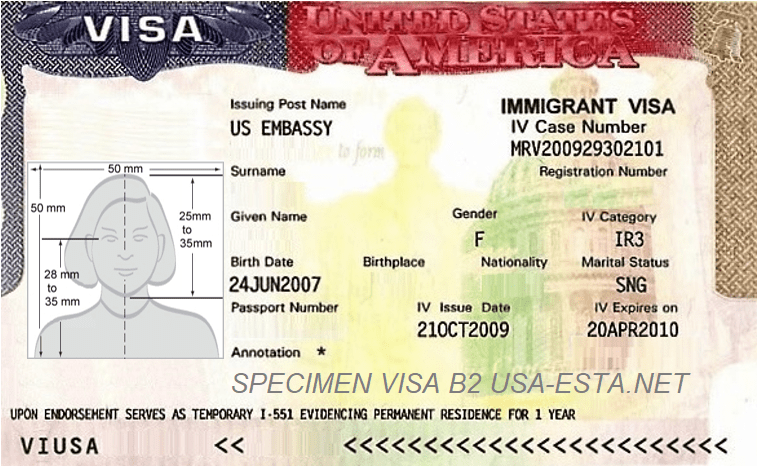 VISA
UNITED STATES
OF AMERICA
Issuing Post Name
US EMBASSY
IMMIGRANT VISA
IV Case Number
MRV200929302101
to form
Surname
Registration Number
50 mm
50 mm
25mm
to
35mm
28 mm
to
35 mm
Given Name
Gender
F
IV Category
IR3
Birth Date
24JUN2007
Birthplace
Nationality
Marital Status
SNG
Passport Number
IV Issue Date
21OCT2009
IV Expires on
20APR2010
Annotation *
SPECIMEN VISA B2 USA-ESTA.NET
UPON ENDORSEMENT SERVES AS TEMPORARY I-551 EVIDENCING PERMANENT RESIDENCE FOR 1 YEAR
VIUSA << <<<<<<<<<<<<<<<<<<<<<<